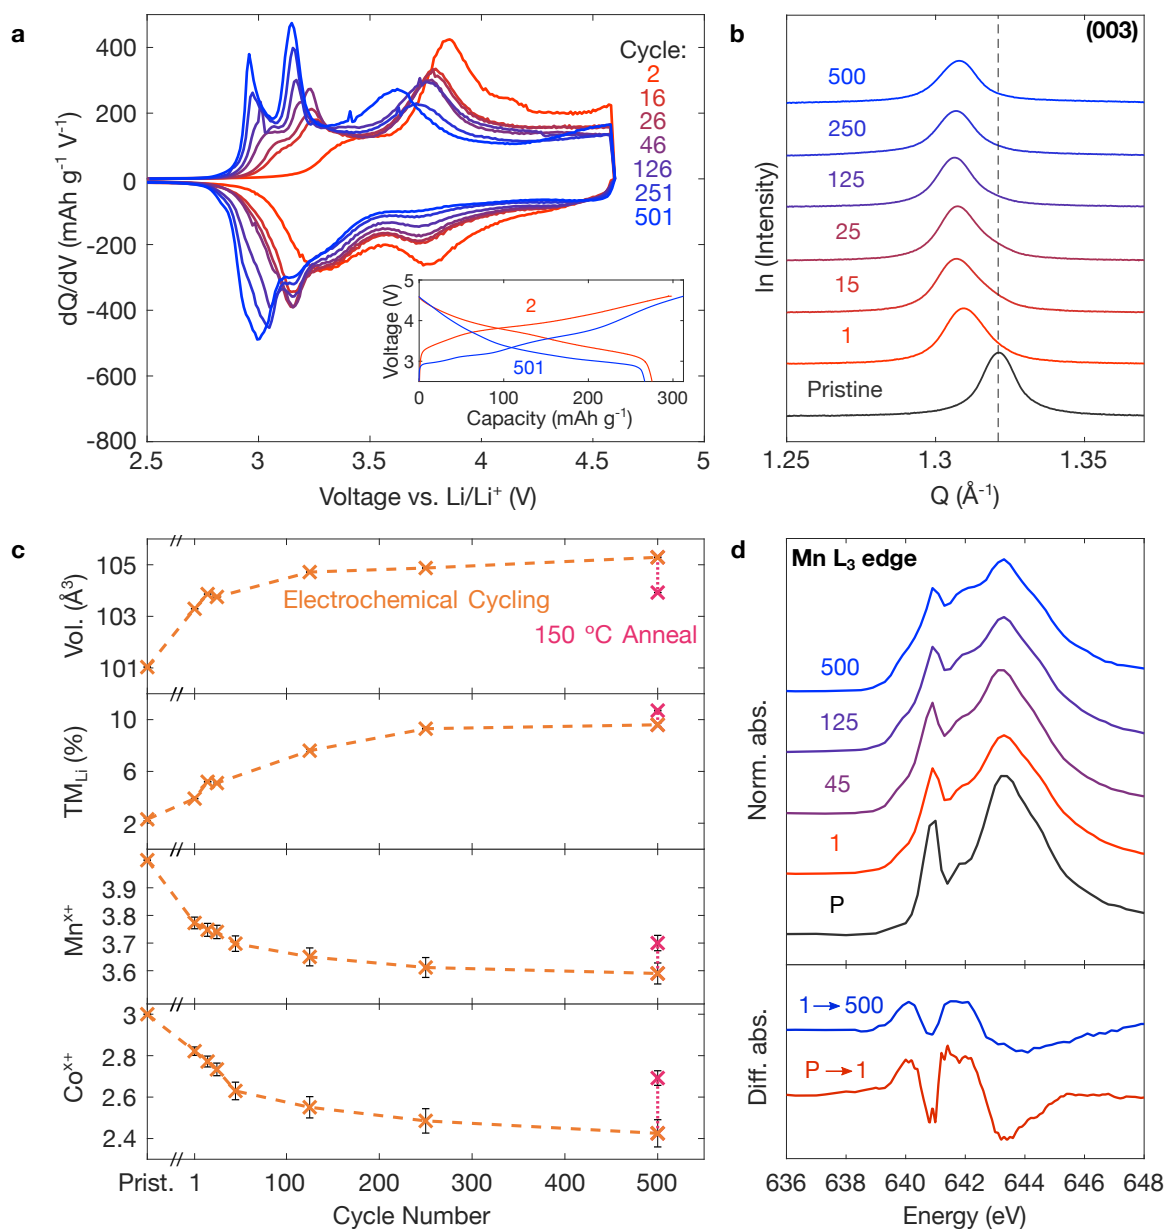 a
dQ/dV (mAh g⁻¹ V⁻¹)
400
200
0
-200
-400
-600
-800
2.5 3 3.5 4 4.5 5
Voltage vs. Li/Li⁺ (V)
Cycle:
2
16
26
46
126
251
501
Voltage (V)
5
4
3
0 100 200 300
Capacity (mAh g⁻¹)
2
501
b
(003)
ln (Intensity)
500
250
125
25
15
1
Pristine
1.25 1.3 1.35
Q (Å⁻¹)
c
Vol. (Å³)
105
103
101
Electrochemical Cycling
150 °C Anneal
TM_Li (%)
10
6
2
Mnˣ⁺
3.9
3.8
3.7
3.6
Coˣ⁺
3
2.8
2.6
2.4
Prist. 1 100 200 300 400 500
Cycle Number
d
Mn L₃ edge
Norm. abs.
500
125
45
1
P
Diff. abs.
1→500
P→1
636 638 640 642 644 646 648
Energy (eV)